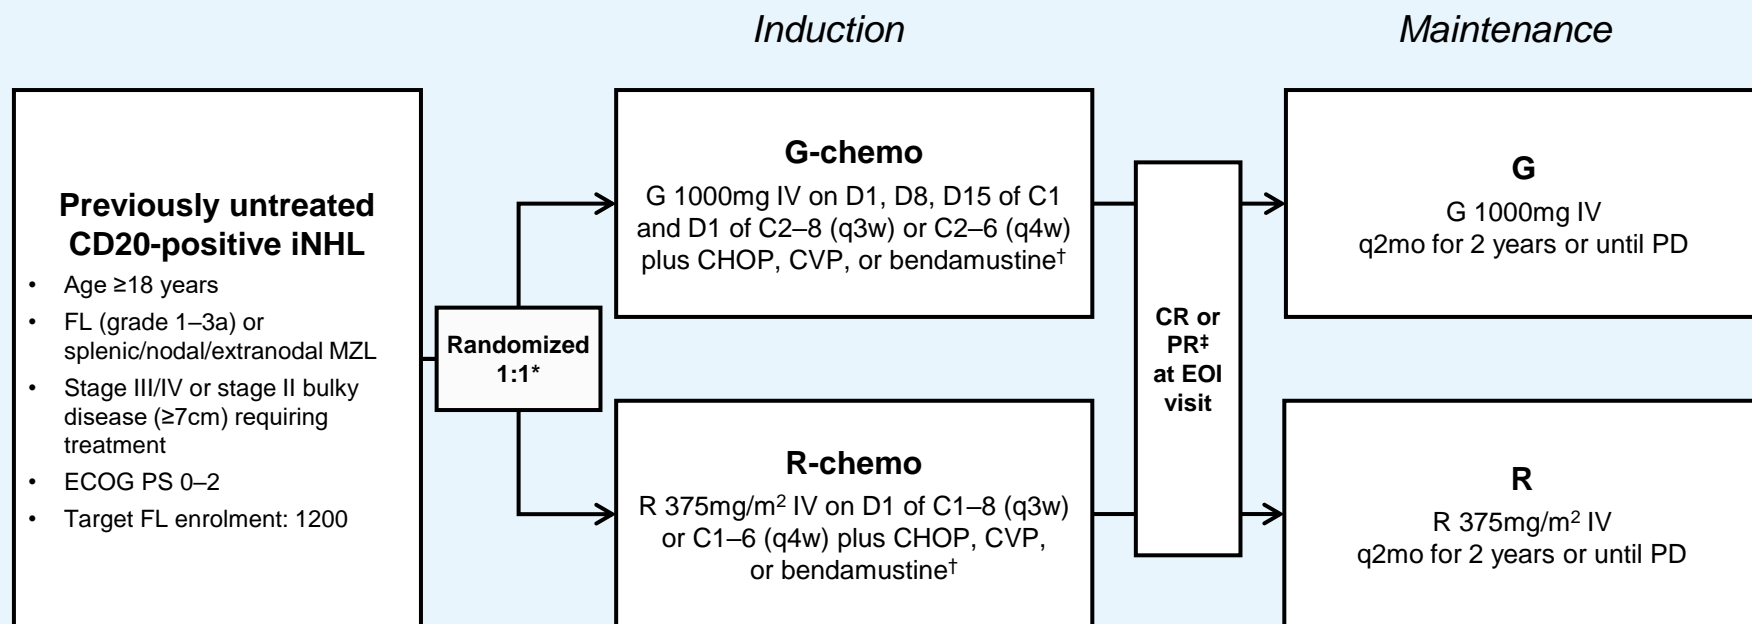 Induction
Maintenance
Previously untreated
CD20-positive iNHL
• Age ≥18 years
• FL (grade 1–3a) or
splenic/nodal/extranodal MZL
• Stage III/IV or stage II bulky
disease (≥7cm) requiring
treatment
• ECOG PS 0–2
• Target FL enrolment: 1200
Randomized
1:1*
G-chemo
G 1000mg IV on D1, D8, D15 of C1
and D1 of C2–8 (q3w) or C2–6 (q4w)
plus CHOP, CVP, or bendamustine†
R-chemo
R 375mg/m² IV on D1 of C1–8 (q3w)
or C1–6 (q4w) plus CHOP, CVP,
or bendamustine†
CR or
PR‡
at EOI
visit
G
G 1000mg IV
q2mo for 2 years or until PD
R
R 375mg/m² IV
q2mo for 2 years or until PD